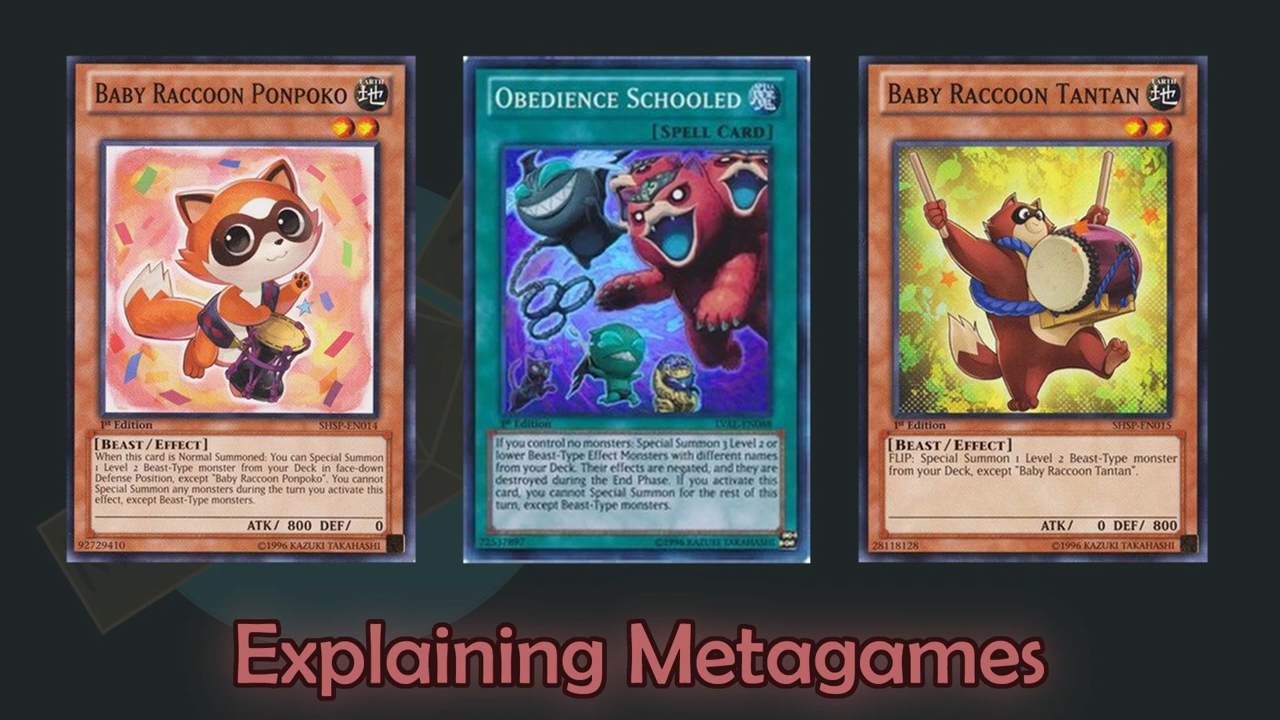 BABY RACCOON PONPOKO
EARTH
地
1st Edition
SHSP-EN014
[BEAST/EFFECT]
When this card is Normal Summoned: You can Special Summon
1 Level 2 Beast-Type monster from your Deck in face-down
Defense Position, except "Baby Raccoon Ponpoko". You cannot
Special Summon any monsters during the turn you activate this
effect, except Beast-Type monsters.
ATK/ 800 DEF/ 0
92729410
©1996 KAZUKI TAKAHASHI
OBEDIENCE SCHOOLED
SPELL
魔
[SPELL CARD]
1st Edition
LVAL-EN088
If you control no monsters: Special Summon 3 Level 2 or
lower Beast-Type Effect Monsters with different names
from your Deck. Their effects are negated, and they are
destroyed during the End Phase. If you activate this
card, you cannot Special Summon for the rest of this
turn, except Beast-Type monsters.
72537897
©1996 KAZUKI TAKAHASHI
BABY RACCOON TANTAN
EARTH
地
1st Edition
SHSP-EN015
[BEAST/EFFECT]
FLIP: Special Summon 1 Level 2 Beast-Type monster
from your Deck, except "Baby Raccoon Tantan".
ATK/ 0 DEF/ 800
28118128
©1996 KAZUKI TAKAHASHI
Explaining Metagames